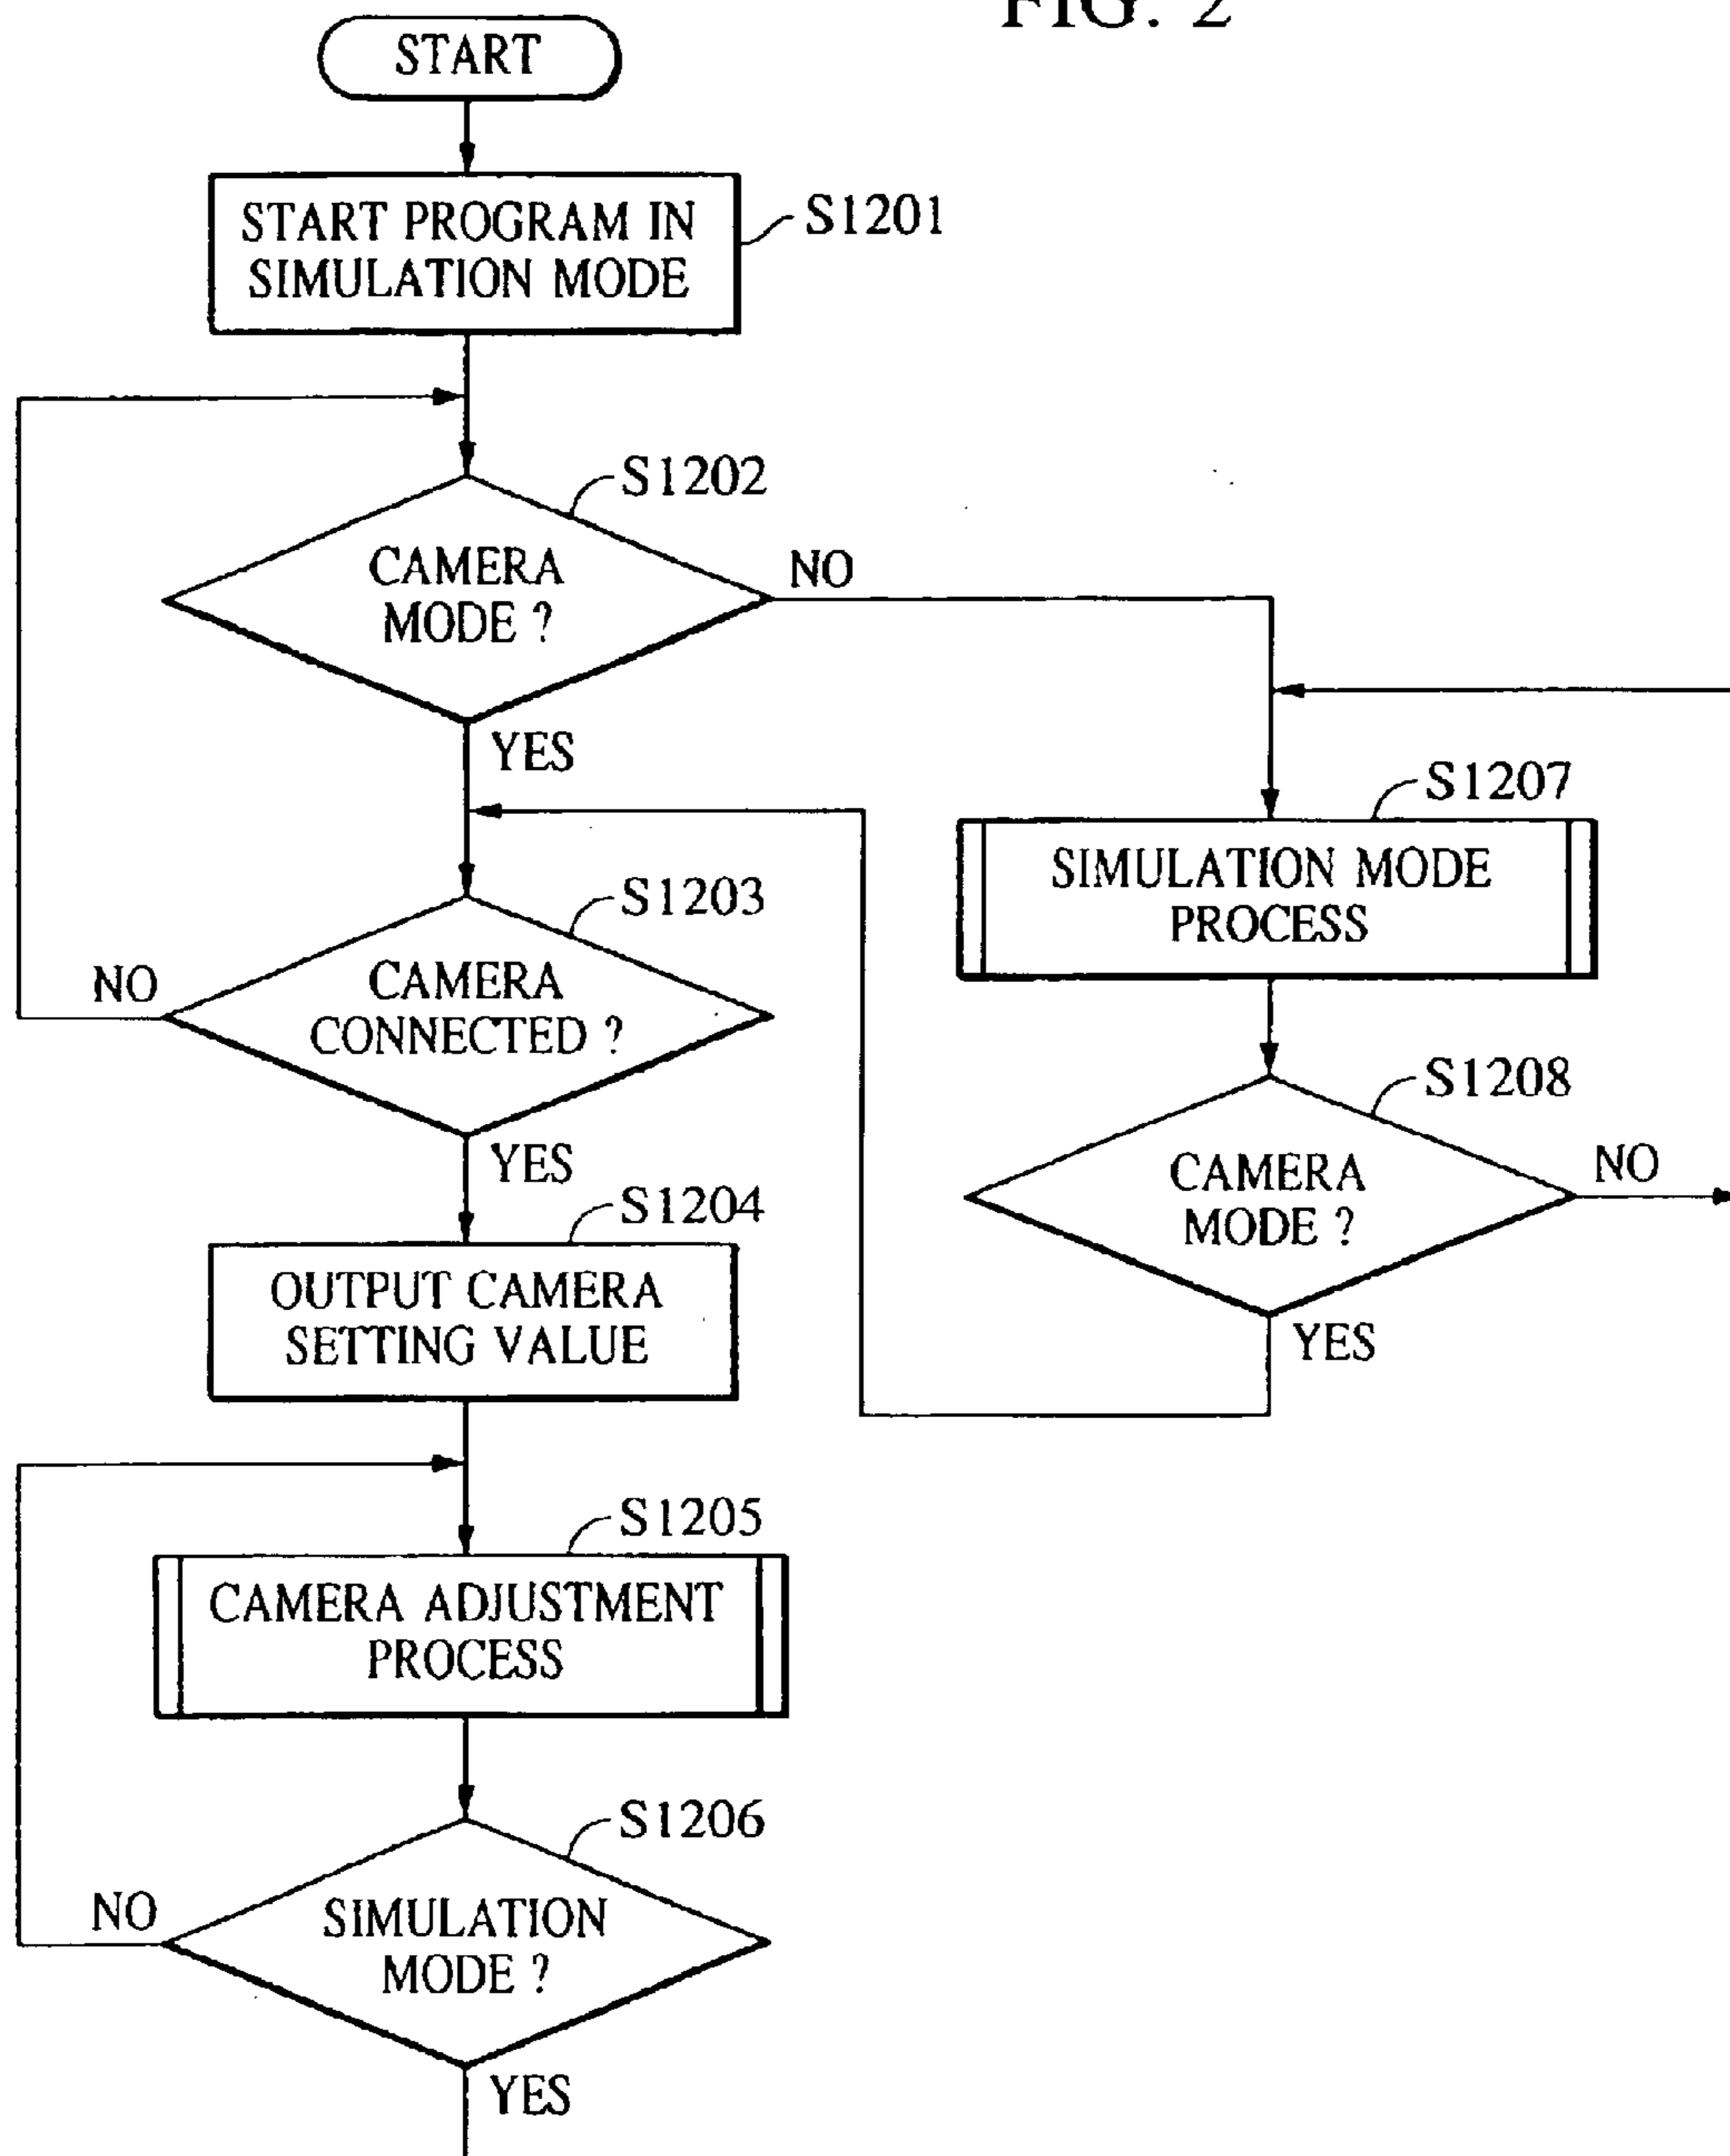 FIG. 2
START
START PROGRAM IN
SIMULATION MODE
S1201
S1202
CAMERA
MODE ?
NO
YES
S1203
CAMERA
CONNECTED ?
NO
YES
S1204
OUTPUT CAMERA
SETTING VALUE
S1205
CAMERA ADJUSTMENT
PROCESS
S1206
SIMULATION
MODE ?
NO
YES
S1207
SIMULATION MODE
PROCESS
S1208
CAMERA
MODE ?
NO
YES